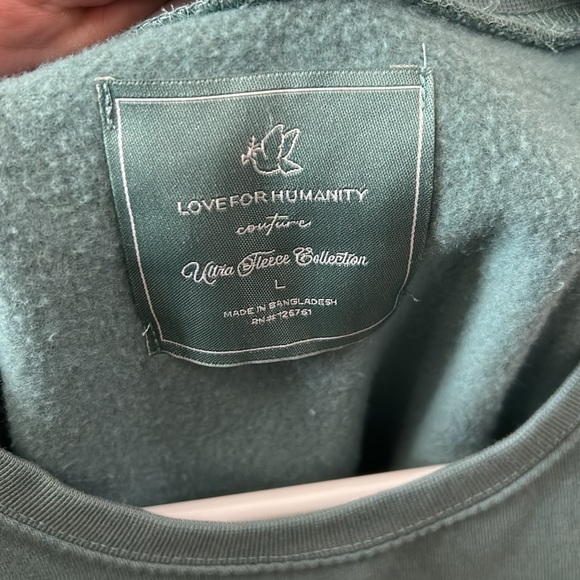 LOVE FOR HUMANITY
couture
Ultra Fleece Collection
L
MADE IN BANGLADESH
RN# 126761